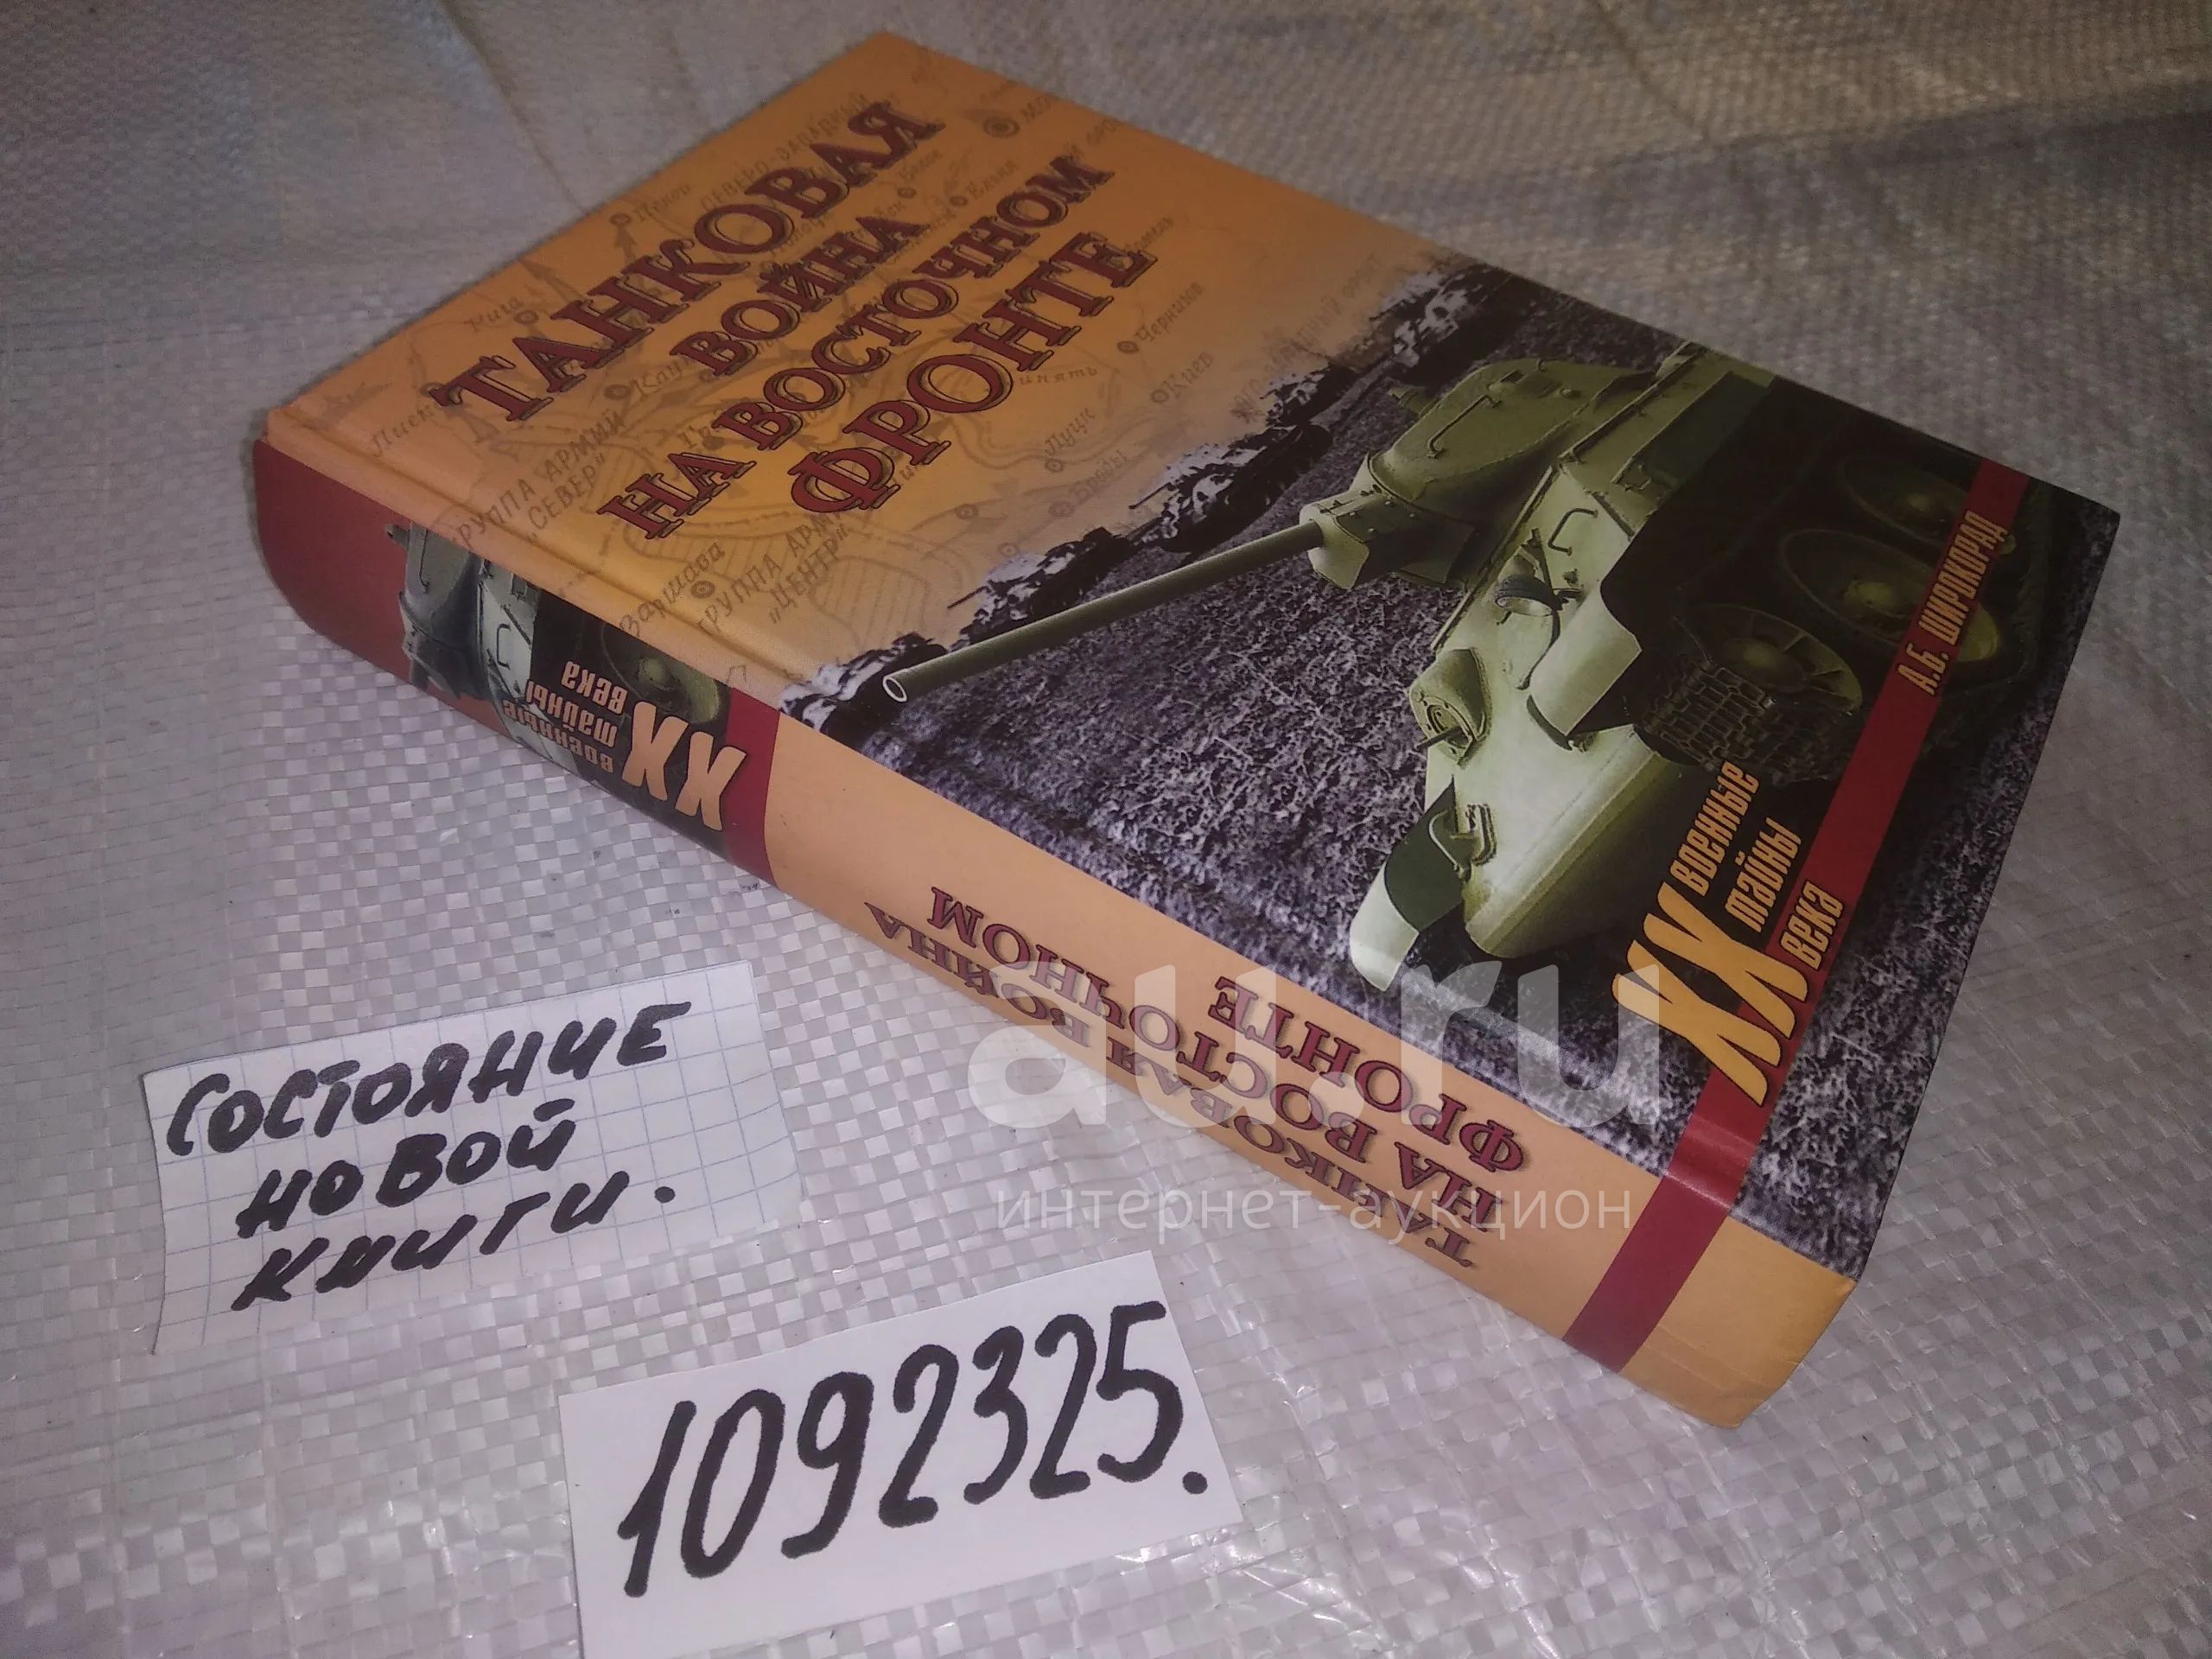 ТАНКОВАЯ
ВОЙНА
НА ВОСТОЧНОМ
ФРОНТЕ
Псков
Рига
Чернигов
Киев
Луцк
Броды
ГРУППА АРМИЙ
"СЕВЕР"
Варшава
ГРУППА АРМ
"ЦЕНТР"
А.Б. ШИРОКОРАД
XX
военные
тайны
века
военные
тайны
века
XX
ТАНКОВАЯ ВОЙНА
НА ВОСТОЧНОМ
ФРОНТЕ
au.ru
интернет-аукцион
СОСТОЯНИЕ
НОВОЙ
КНИГИ.
1092325.